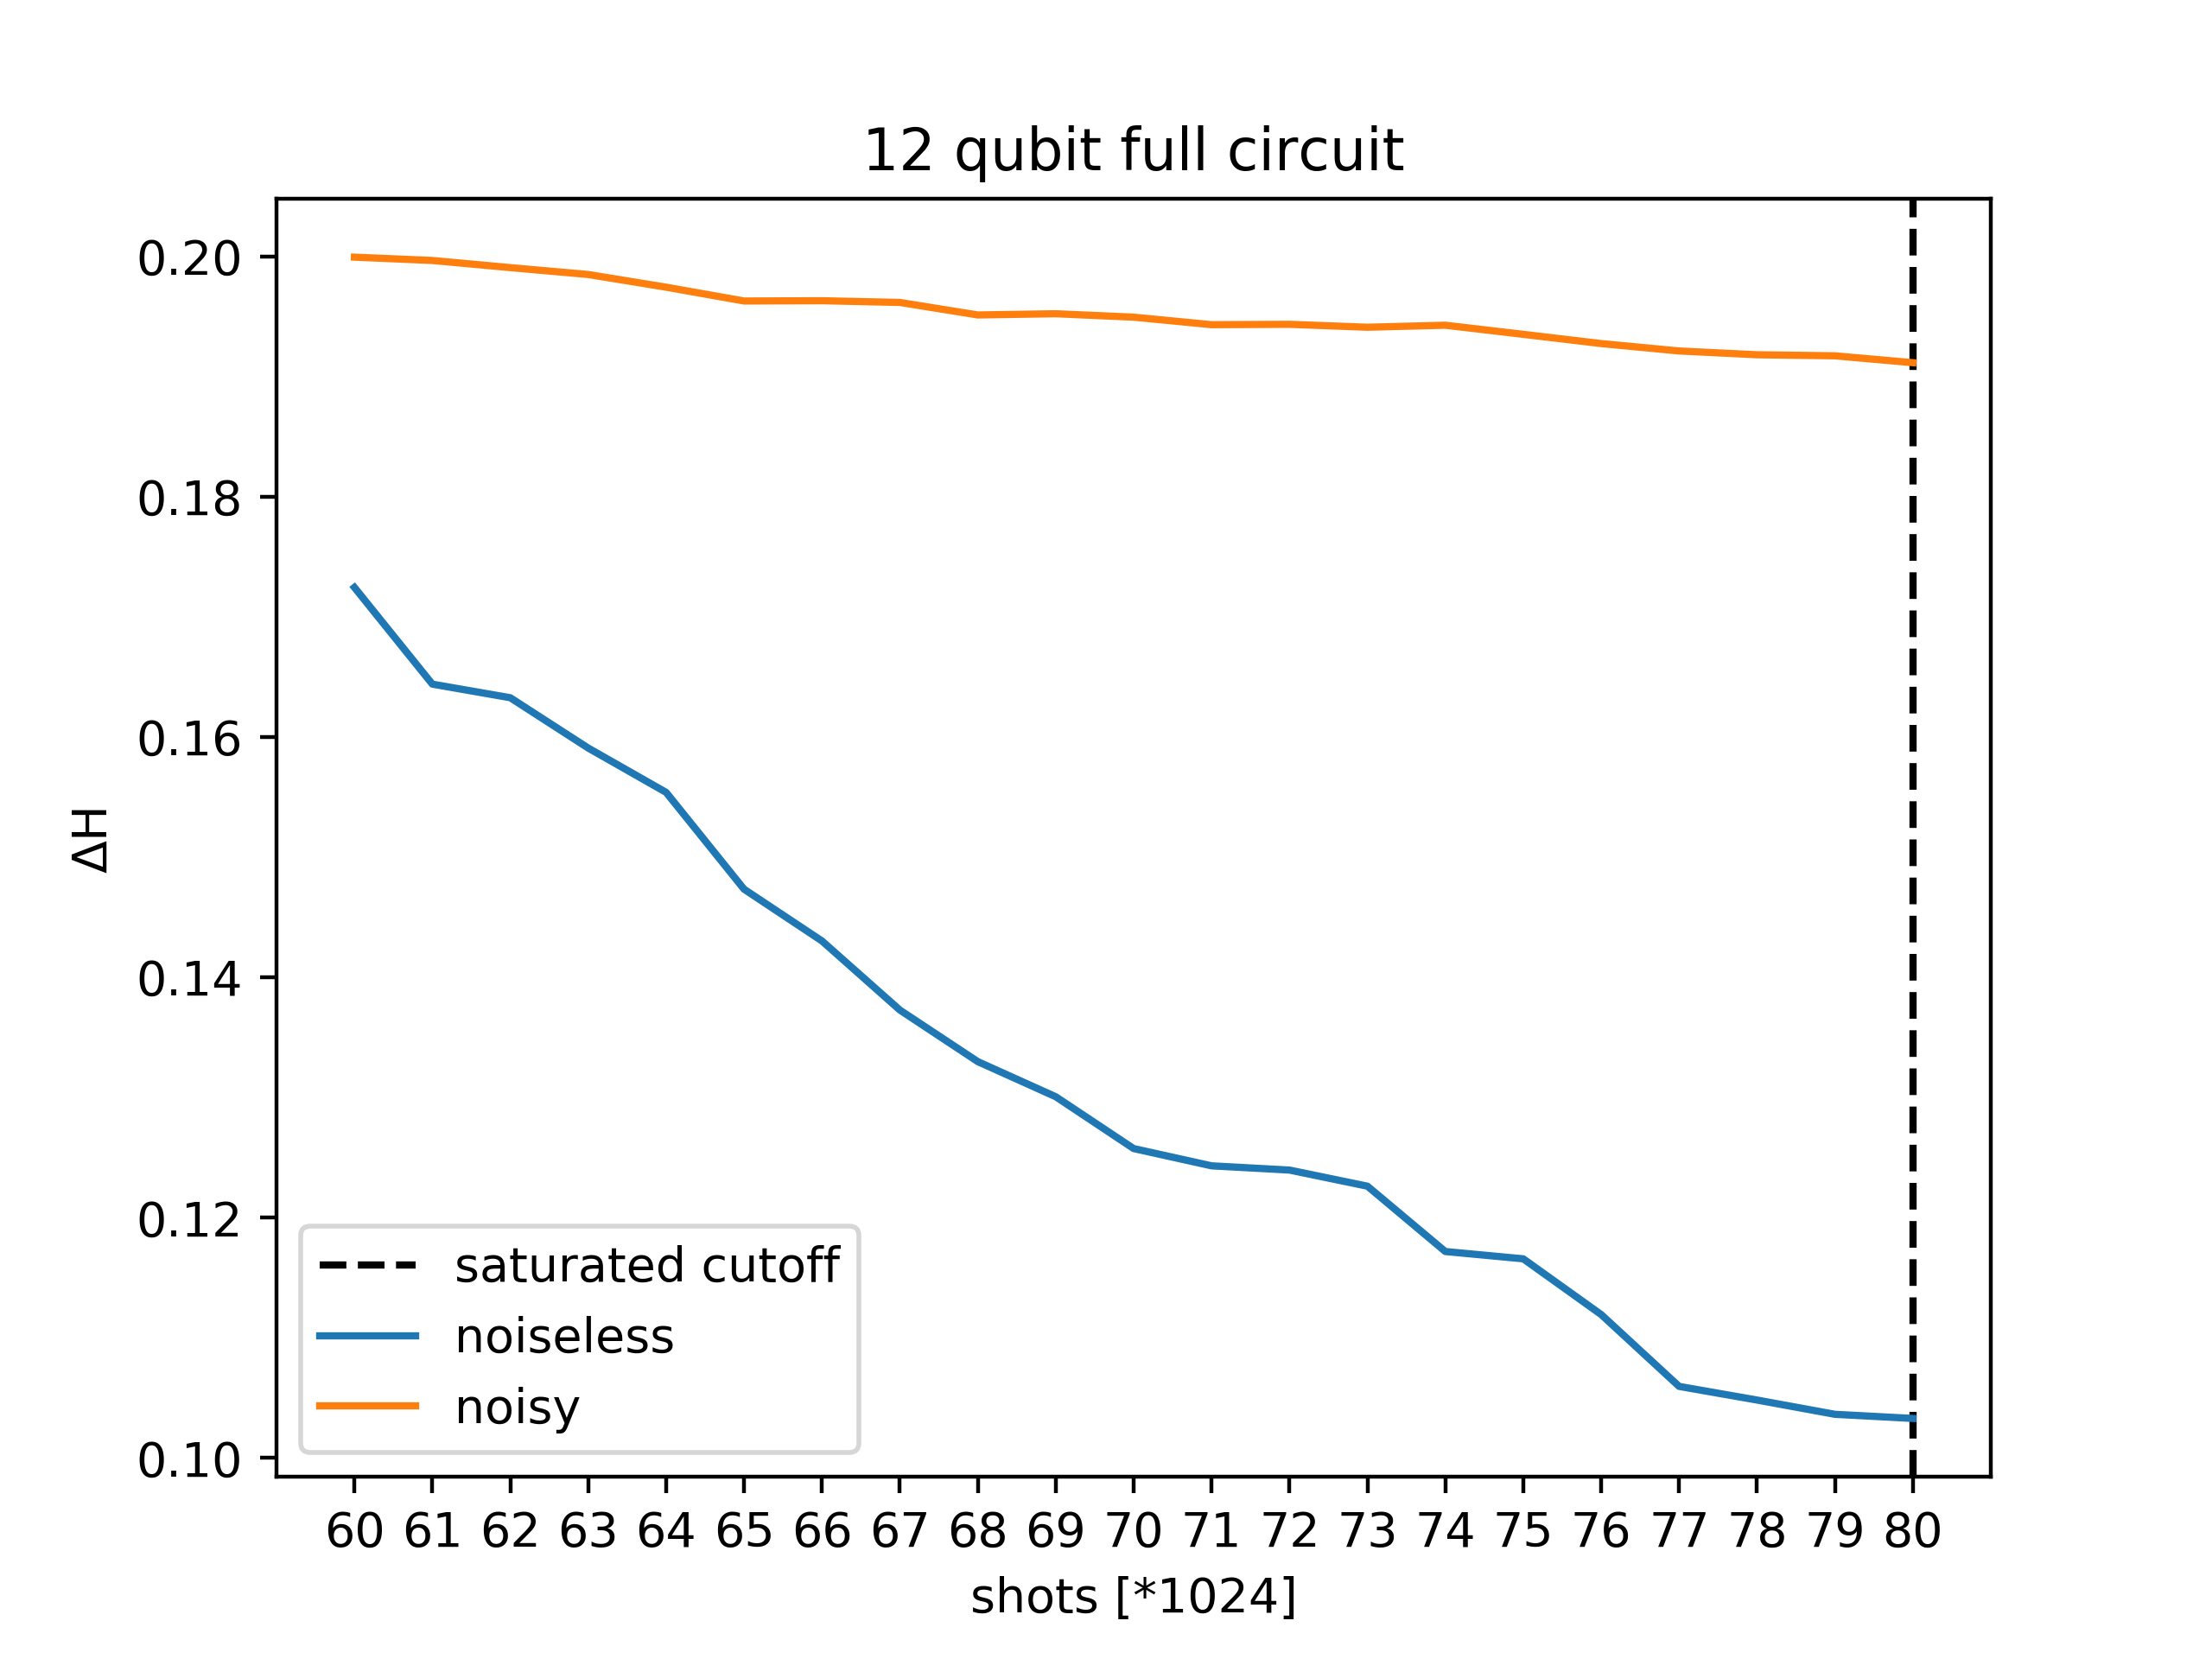 12 qubit full circuit
0.20
0.18
0.16
0.14
0.12
0.10
ΔH
saturated cutoff
noiseless
noisy
60 61 62 63 64 65 66 67 68 69 70 71 72 73 74 75 76 77 78 79 80
shots [*1024]